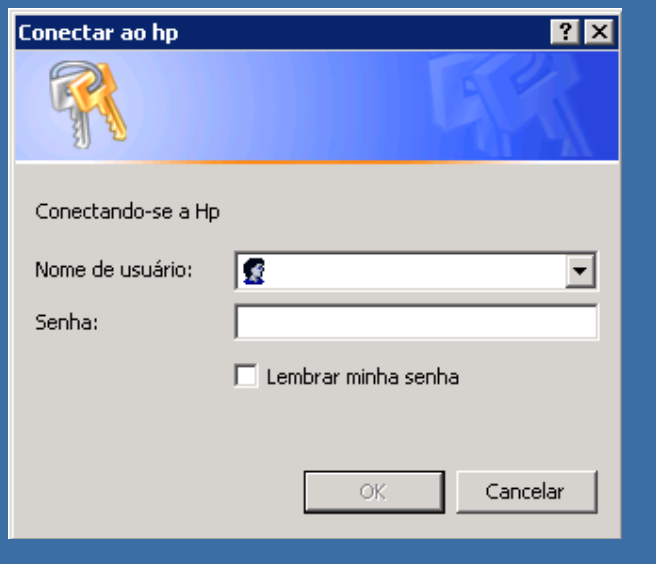 Conectar ao hp
Conectando-se a Hp
Nome de usuário:
Senha:
Lembrar minha senha
OK Cancelar